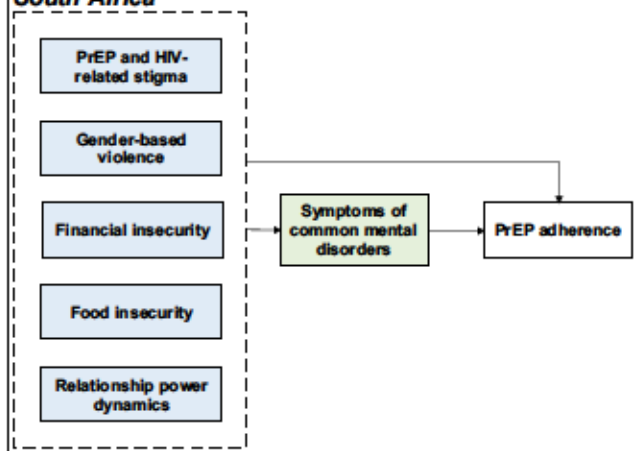 South Africa
PrEP and HIV-
related stigma
Gender-based
violence
Financial insecurity
Food insecurity
Relationship power
dynamics
Symptoms of
common mental
disorders
PrEP adherence